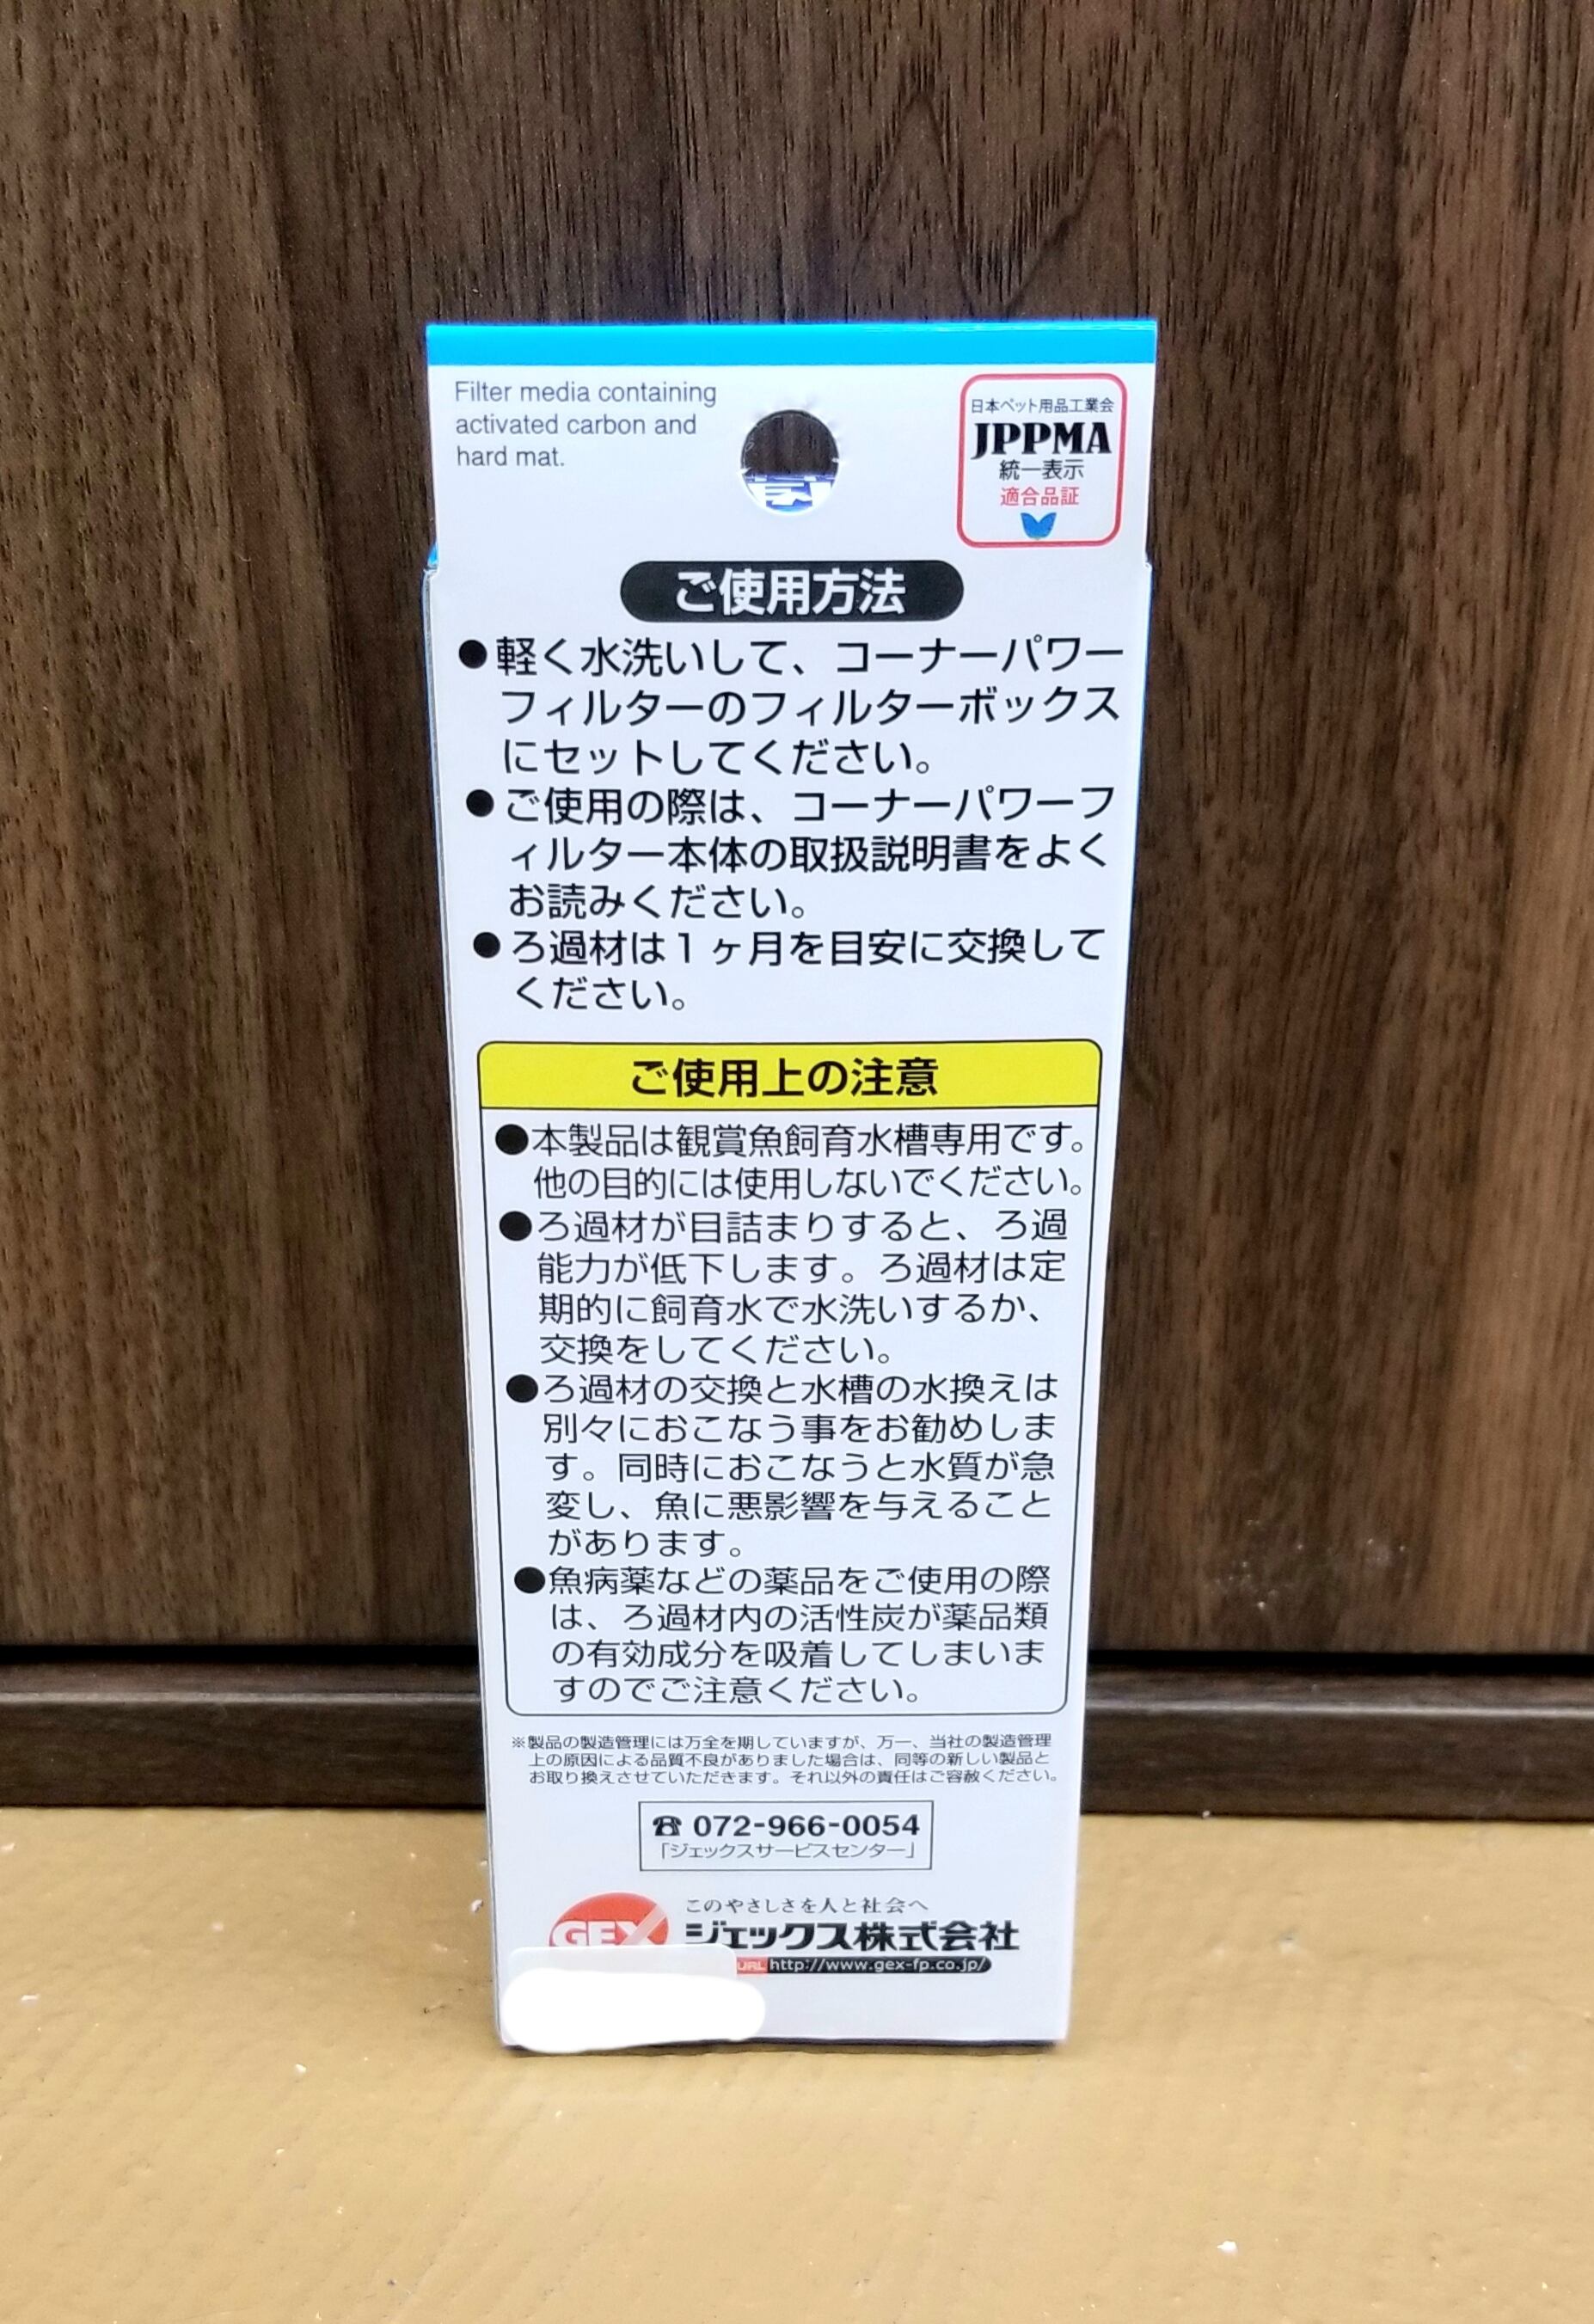 Filter media containing
activated carbon and
hard mat.
日本ペット用品工業会
JPPMA
統一表示
適合品証
ご使用方法
●軽く水洗いして、コーナーパワー
フィルターのフィルターボックス
にセットしてください。
●ご使用の際は、コーナーパワーフ
ィルター本体の取扱説明書をよく
お読みください。
●ろ過材は1ヶ月を目安に交換して
ください。
ご使用上の注意
●本製品は観賞魚飼育水槽専用です。
他の目的には使用しないでください。
●ろ過材が目詰まりすると、ろ過
能力が低下します。ろ過材は定
期的に飼育水で水洗いするか、
交換をしてください。
●ろ過材の交換と水槽の水換えは
別々におこなう事をお勧めしま
す。同時におこなうと水質が急
変し、魚に悪影響を与えること
があります。
●魚病薬などの薬品をご使用の際
は、ろ過材内の活性炭が薬品類
の有効成分を吸着してしまいま
すのでご注意ください。
※製品の製造管理には万全を期していますが、万一、当社の製造管理
上の原因による品質不良がありました場合は、同等の新しい製品と
お取り換えさせていただきます。それ以外の責任はご容赦ください。
☎ 072-966-0054
「ジェックスサービスセンター」
GEX
このやさしさを人と社会へ
ジェックス株式会社
URL http://www.gex-fp.co.jp/